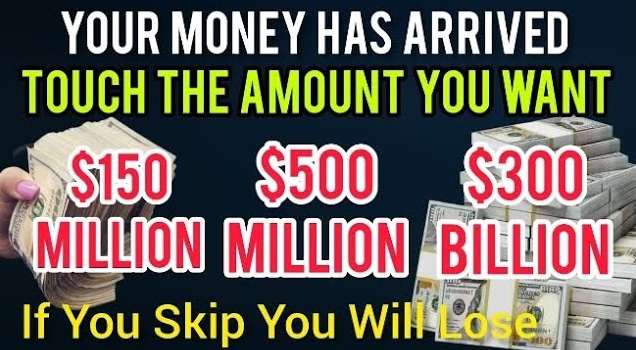 YOUR MONEY HAS ARRIVED
TOUCH THE AMOUNT YOU WANT
$150 $500 $300
MILLION MILLION BILLION
If You Skip You Will Lose
100